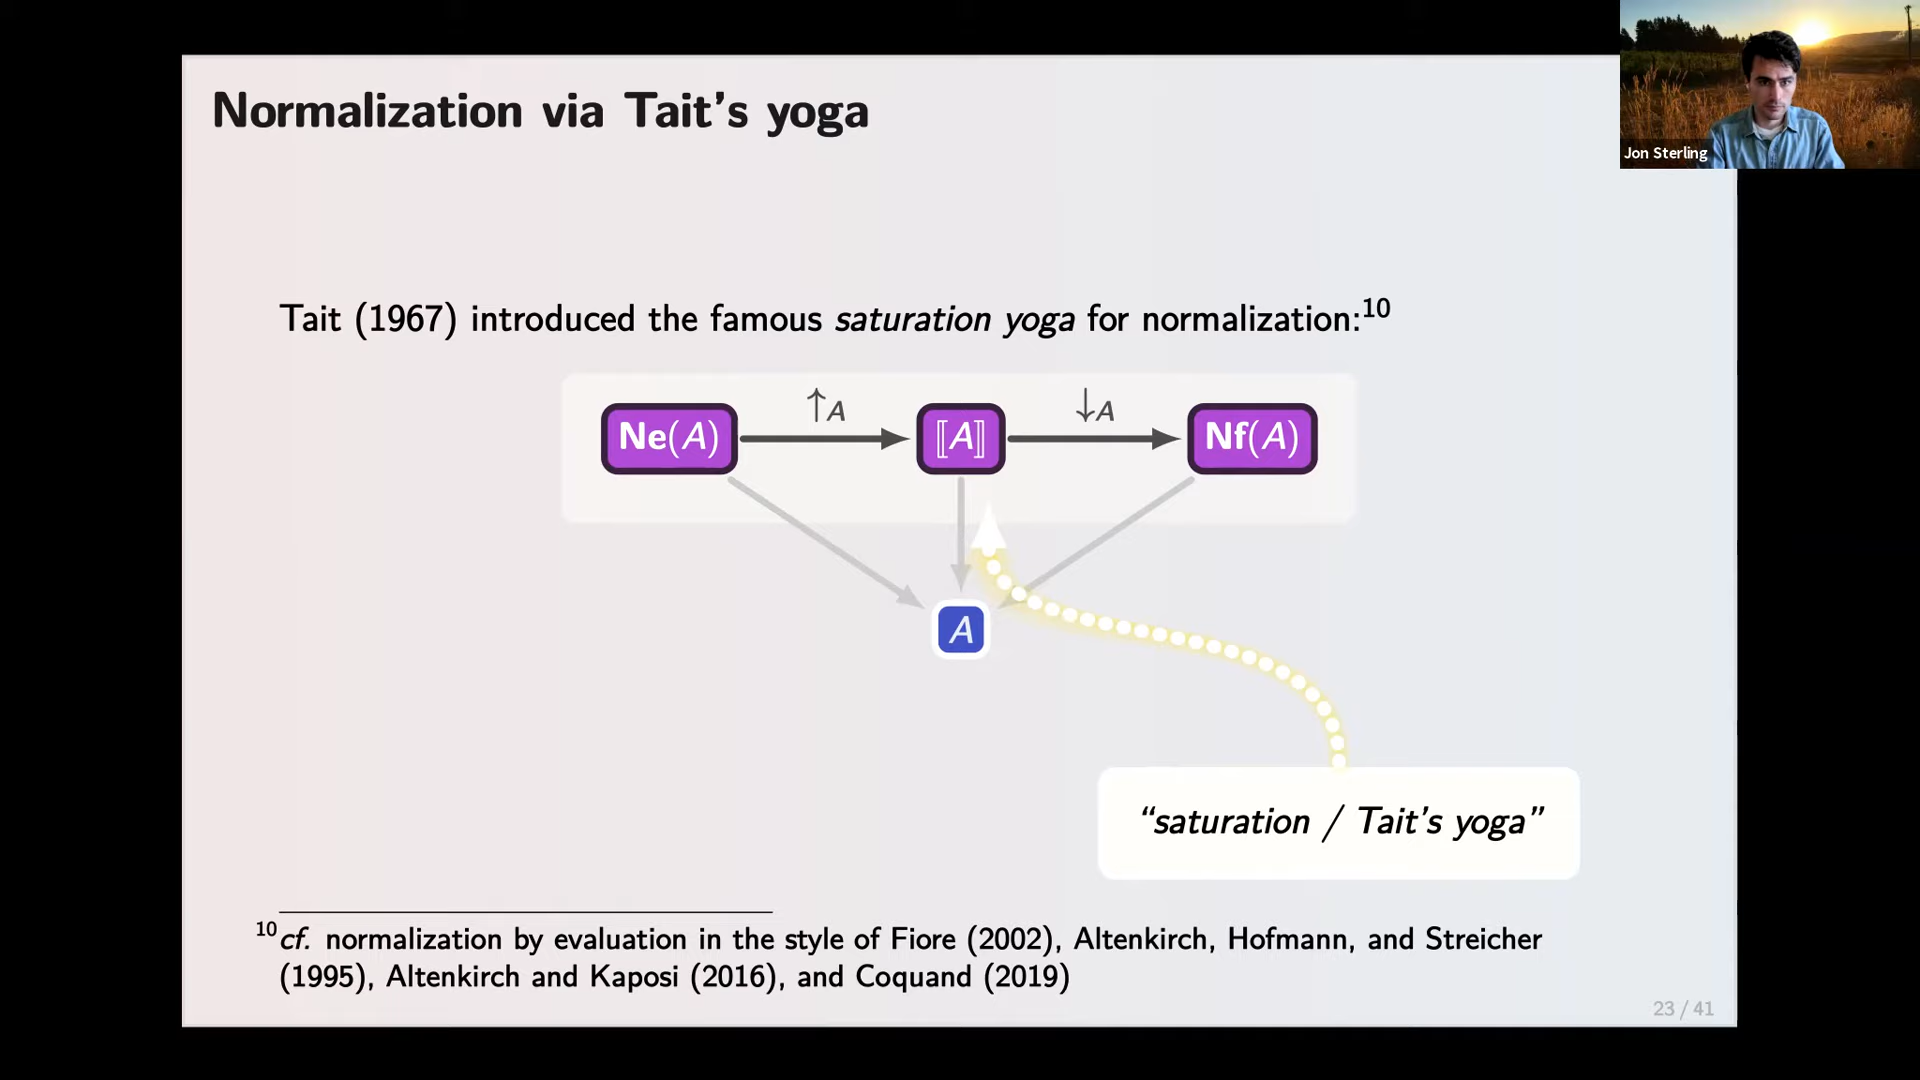 Normalization via Tait's yoga
Jon Sterling
Tait (1967) introduced the famous saturation yoga for normalization:¹⁰
↑A ↓A
Ne(A) ⟦A⟧ Nf(A)
A
“saturation / Tait's yoga”
¹⁰cf. normalization by evaluation in the style of Fiore (2002), Altenkirch, Hofmann, and Streicher
(1995), Altenkirch and Kaposi (2016), and Coquand (2019)
23 / 41